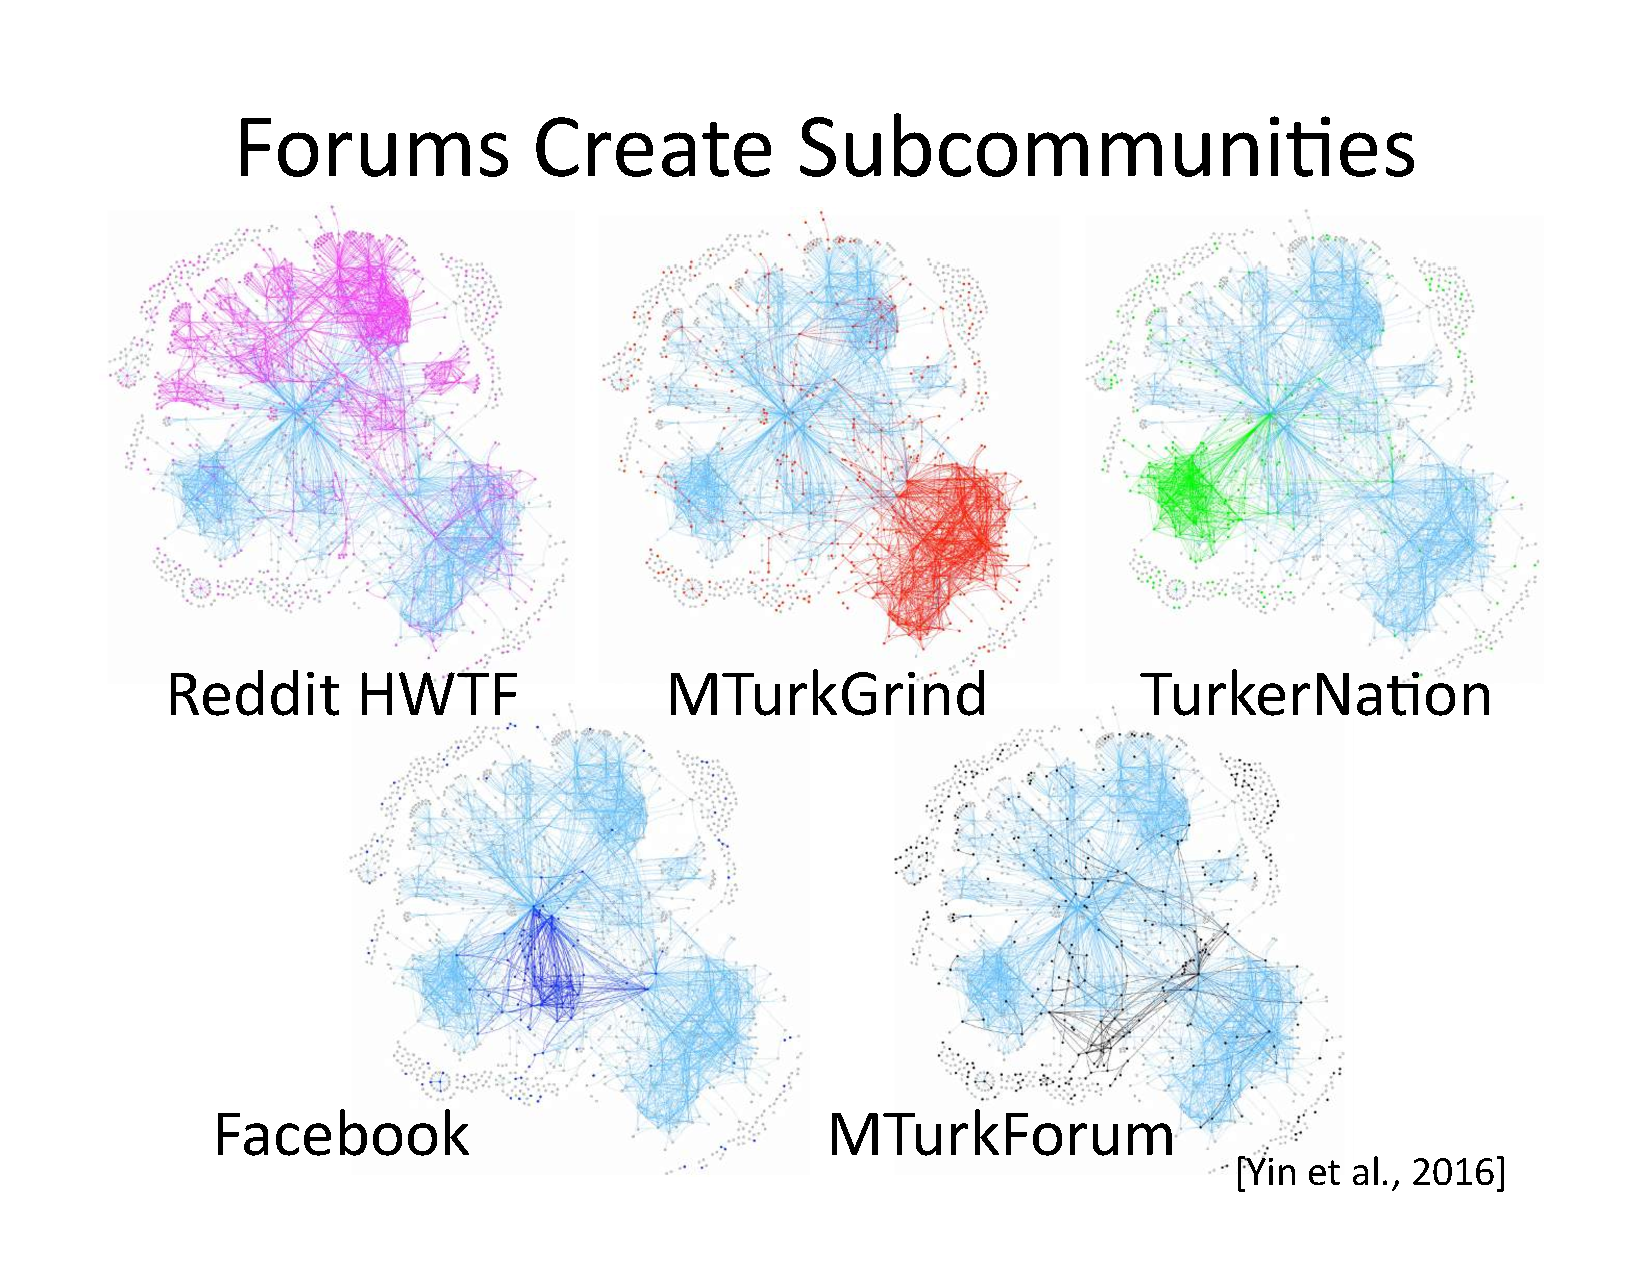 Forums Create Subcommunities
Reddit HWTF
MTurkGrind
TurkerNation
Facebook
MTurkForum
[Yin et al., 2016]